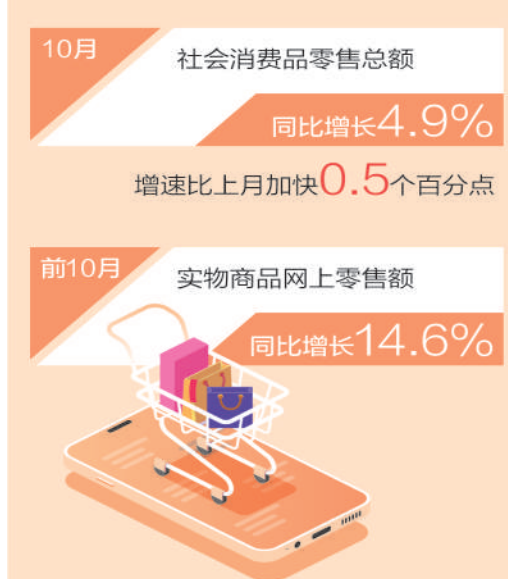 10月
社会消费品零售总额
同比增长4.9%
增速比上月加快0.5个百分点
前10月
实物商品网上零售额
同比增长14.6%